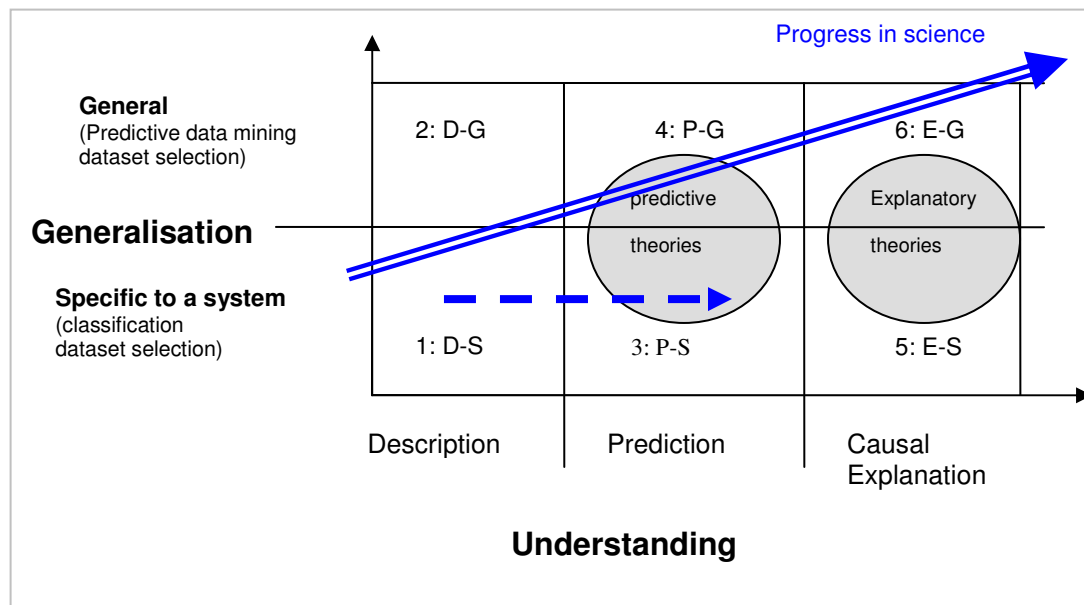 Progress in science
General
(Predictive data mining
dataset selection)
2: D-G
4: P-G
6: E-G
predictive
Explanatory
Generalisation
theories
theories
Specific to a system
(classification
dataset selection)
1: D-S
3: P-S
5: E-S
Description
Prediction
Causal
Explanation
Understanding